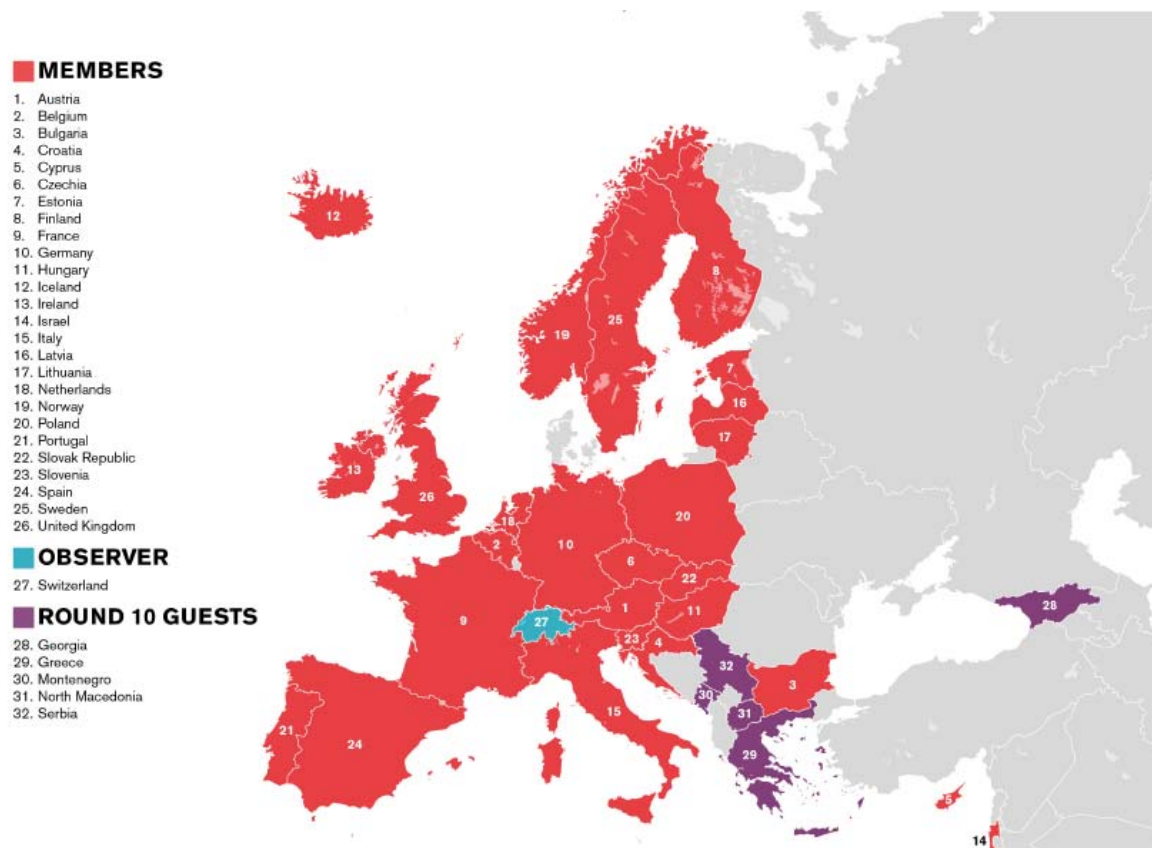 MEMBERS
1. Austria
2. Belgium
3. Bulgaria
4. Croatia
5. Cyprus
6. Czechia
7. Estonia
8. Finland
9. France
10. Germany
11. Hungary
12. Iceland
13. Ireland
14. Israel
15. Italy
16. Latvia
17. Lithuania
18. Netherlands
19. Norway
20. Poland
21. Portugal
22. Slovak Republic
23. Slovenia
24. Spain
25. Sweden
26. United Kingdom
OBSERVER
27. Switzerland
ROUND 10 GUESTS
28. Georgia
29. Greece
30. Montenegro
31. North Macedonia
32. Serbia
12
8
19
25
7
16
17
13
26
18
2
10
20
6
22
9
27
1
11
23
4
32
28
3
30
31
15
21
24
29
5
14